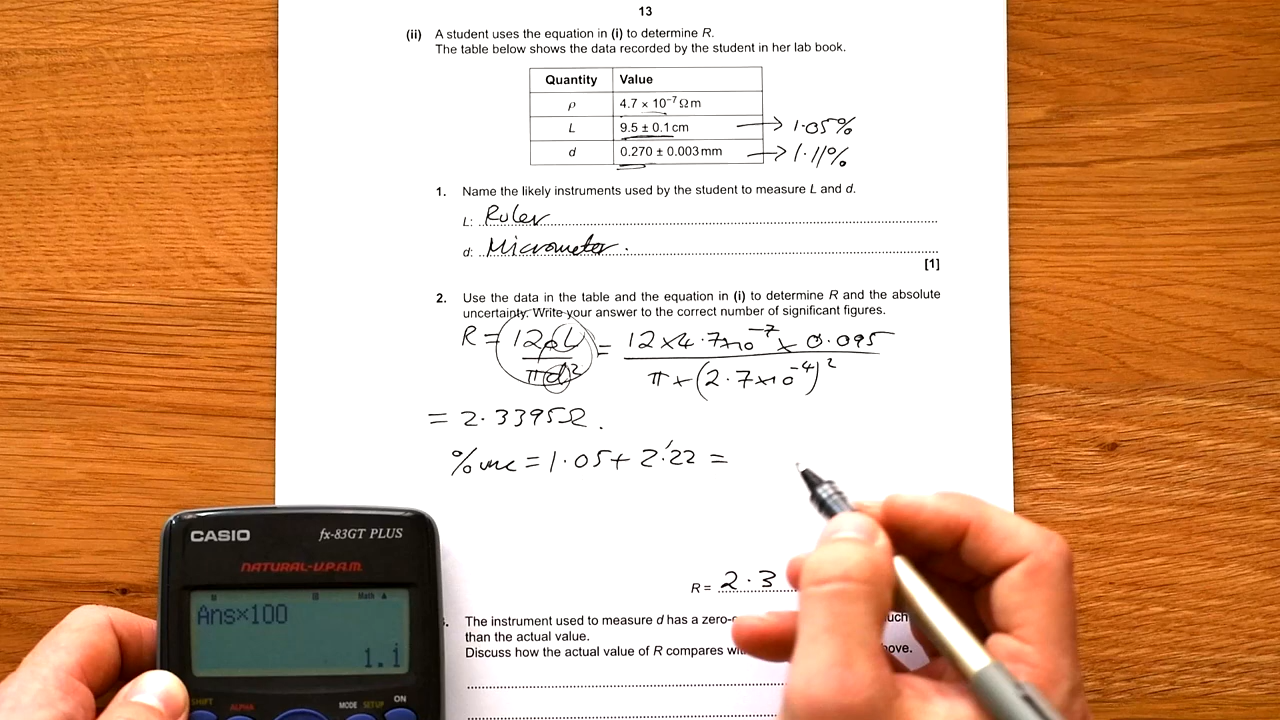 13
(ii) A student uses the equation in (i) to determine R.
The table below shows the data recorded by the student in her lab book.
Quantity Value
ρ 4.7 × 10⁻⁷ Ω m
L 9.5 ± 0.1 cm → 1.05%
d 0.270 ± 0.003 mm → 1.11%
1. Name the likely instruments used by the student to measure L and d.
L: Ruler
d: Micrometer.
[1]
2. Use the data in the table and the equation in (i) to determine R and the absolute
uncertainty. Write your answer to the correct number of significant figures.
R = 12ρL / πd² = 12 × 4.7×10⁻⁷ × 0.095 / π × (2.7×10⁻⁴)²
= 2.3395Ω.
% unc = 1.05 + 2.22 =
R = 2.3
The instrument used to measure d has a zero-
than the actual value.
Discuss how the actual value of R compares
CASIO fx-83GT PLUS
NATURAL-V.P.A.M.
Math
Ans×100
1.1
SHIFT ALPHA MODE SETUP ON